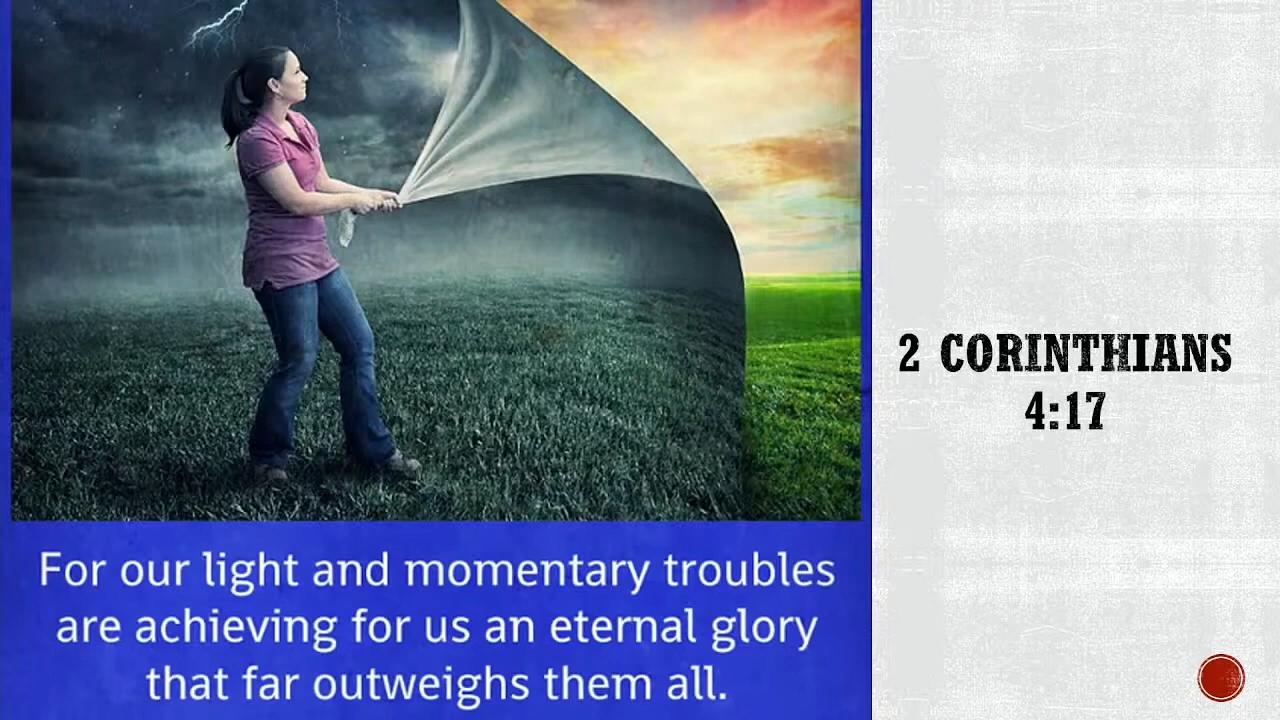 2 CORINTHIANS
4:17
For our light and momentary troubles
are achieving for us an eternal glory
that far outweighs them all.